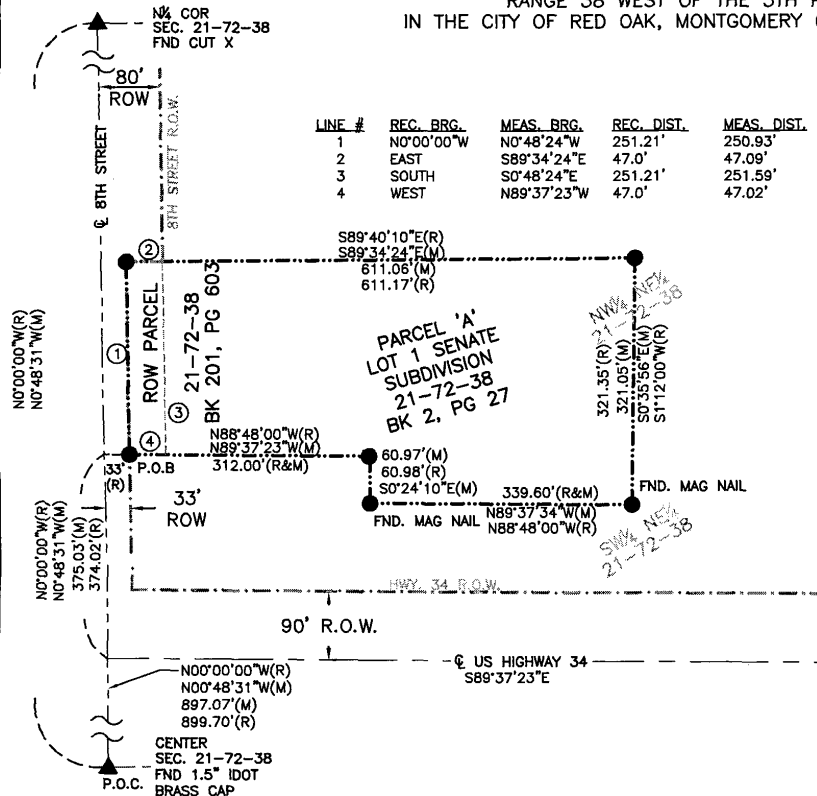 RANGE 38 WEST OF THE 5TH
IN THE CITY OF RED OAK, MONTGOMERY
N¼ COR
SEC. 21-72-38
FND CUT X
80'
ROW
℄ 8TH STREET
8TH STREET R.O.W.
LINE # REC. BRG. MEAS. BRG. REC. DIST. MEAS. DIST.
1 N0°00'00"W N0°48'24"W 251.21' 250.93'
2 EAST S89°34'24"E 47.0' 47.09'
3 SOUTH S0°48'24"E 251.21' 251.59'
4 WEST N89°37'23"W 47.0' 47.02'
S89°40'10"E(R)
S89°34'24"E(M)
611.06'(M)
611.17'(R)
2
1
3
4
ROW PARCEL
21-72-38
BK 201, PG 603
PARCEL 'A'
LOT 1 SENATE
SUBDIVISION
21-72-38
BK 2, PG 27
NW¼ NE¼
21-72-38
321.35'(R)
321.05'(M)
S0°35'56"E(M)
S1°12'00"W(R)
N0°00'00"W(R)
N0°48'31"W(M)
N88°48'00"W(R)
N89°37'23"W(M)
312.00'(R&M)
33'
(R)
P.O.B
33'
ROW
60.97'(M)
60.98'(R)
S0°24'10"E(M)
339.60'(R&M)
N89°37'34"W(M)
N88°48'00"W(R)
FND. MAG NAIL
FND. MAG NAIL
SW¼ NE¼
21-72-38
N0°00'00"W(R)
N0°48'31"W(M)
375.03'(M)
374.02'(R)
HWY. 34 R.O.W.
90' R.O.W.
℄ US HIGHWAY 34
S89°37'23"E
N00°00'00"W(R)
N00°48'31"W(M)
897.07'(M)
899.70'(R)
CENTER
SEC. 21-72-38
FND 1.5" IDOT
BRASS CAP
P.O.C.